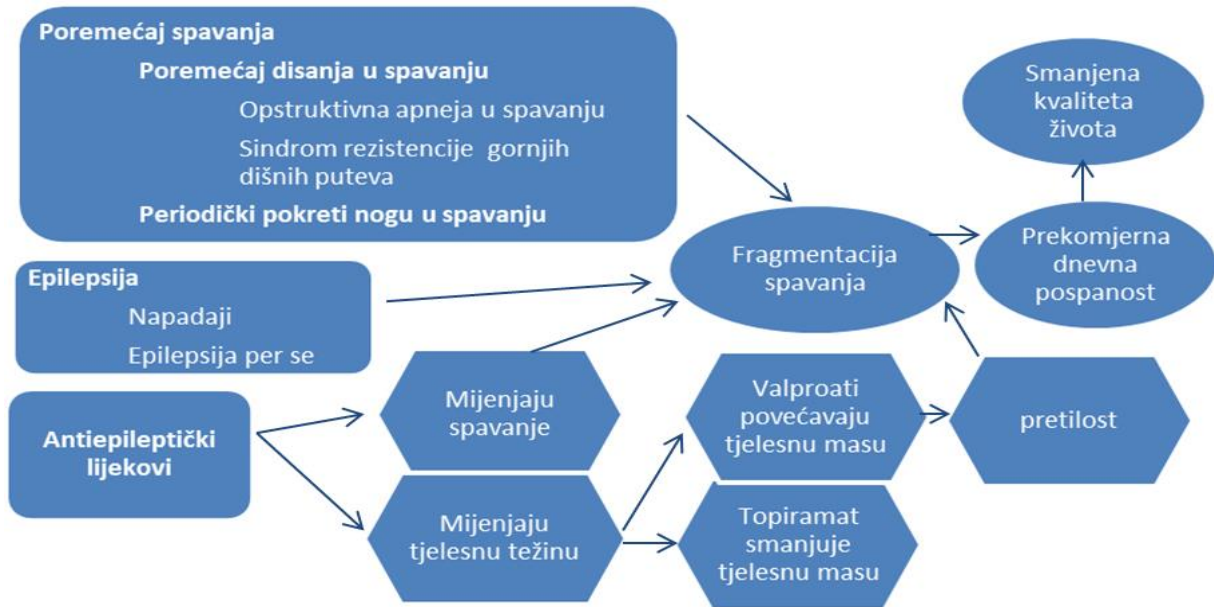 Poremećaj spavanja
Poremećaj disanja u spavanju
Opstruktivna apneja u spavanju
Sindrom rezistencije gornjih
dišnih puteva
Periodički pokreti nogu u spavanju
Smanjena
kvaliteta
života
Fragmentacija
spavanja
Prekomjerna
dnevna
pospanost
Epilepsija
Napadaji
Epilepsija per se
Antiepileptički
lijekovi
Mijenjaju
spavanje
Valproati
povećavaju
tjelesnu masu
pretilost
Mijenjaju
tjelesnu težinu
Topiramat
smanjuje
tjelesnu masu